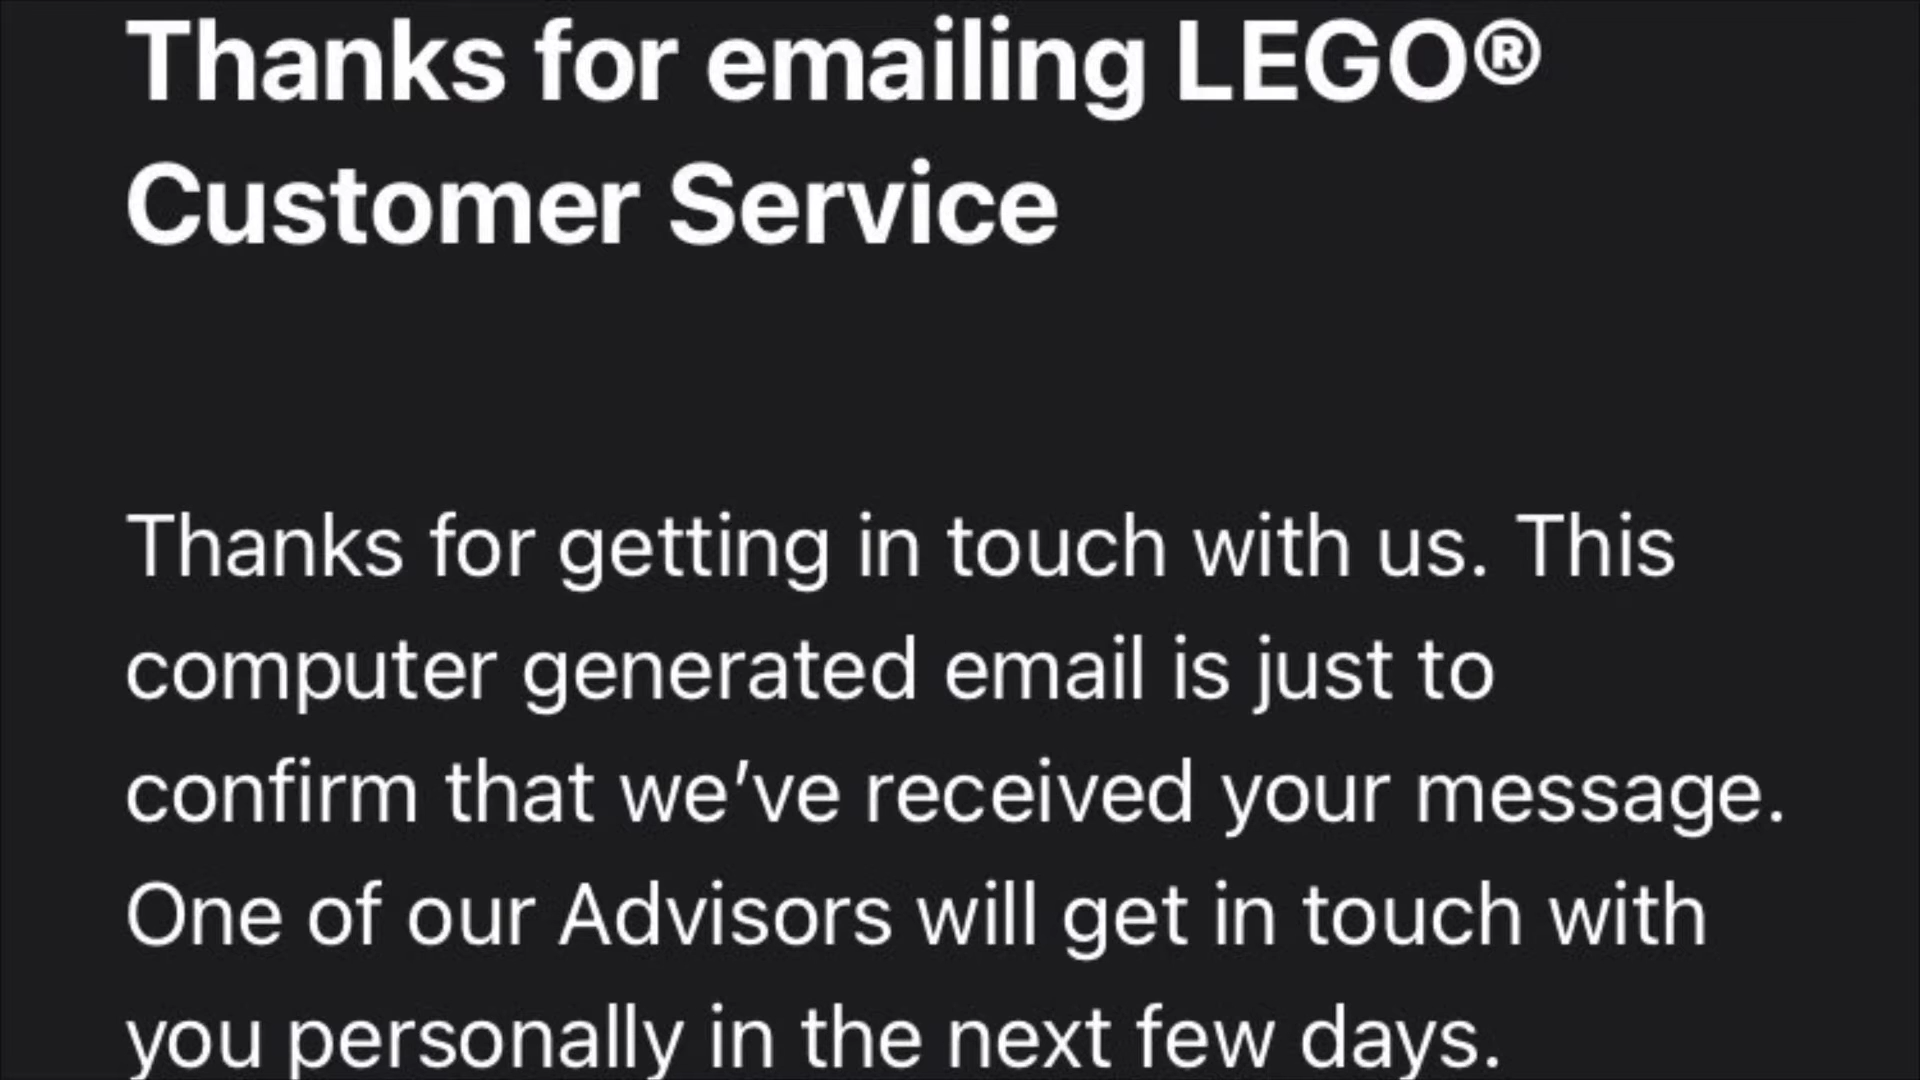 Thanks for emailing LEGO®
Customer Service
Thanks for getting in touch with us. This
computer generated email is just to
confirm that we’ve received your message.
One of our Advisors will get in touch with
you personally in the next few days.